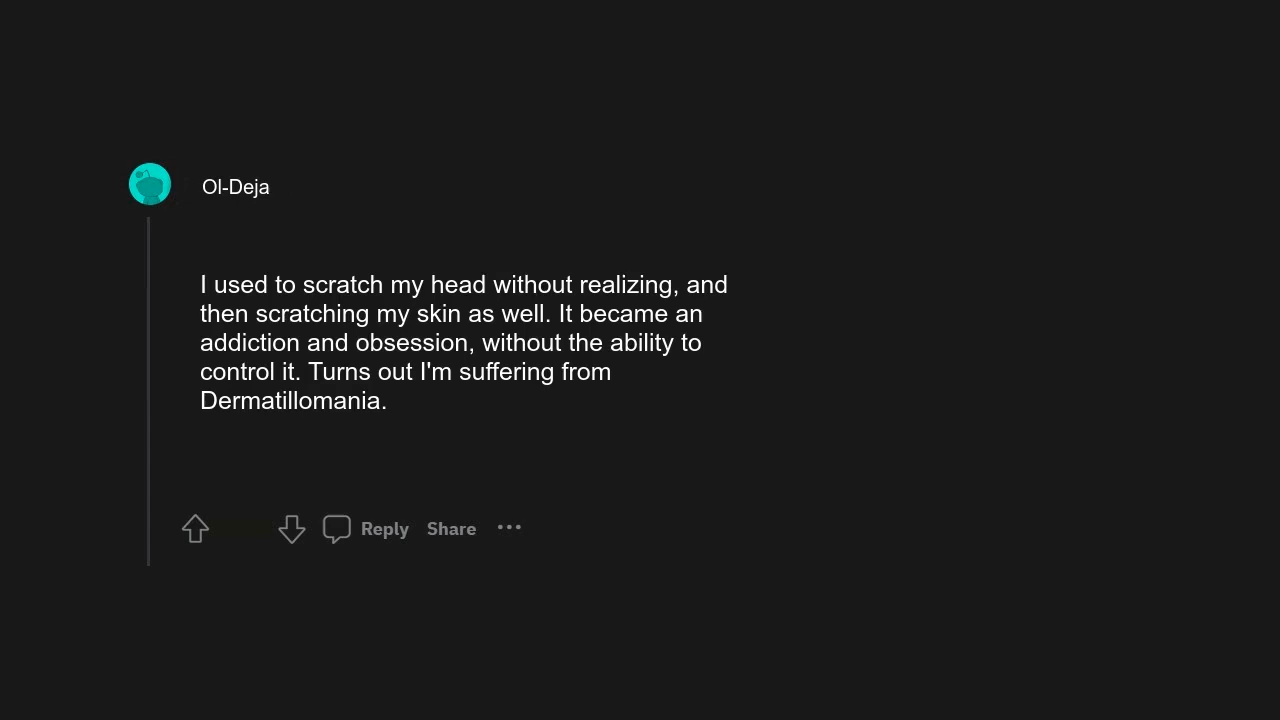 Ol-Deja
I used to scratch my head without realizing, and
then scratching my skin as well. It became an
addiction and obsession, without the ability to
control it. Turns out I'm suffering from
Dermatillomania.
Reply Share